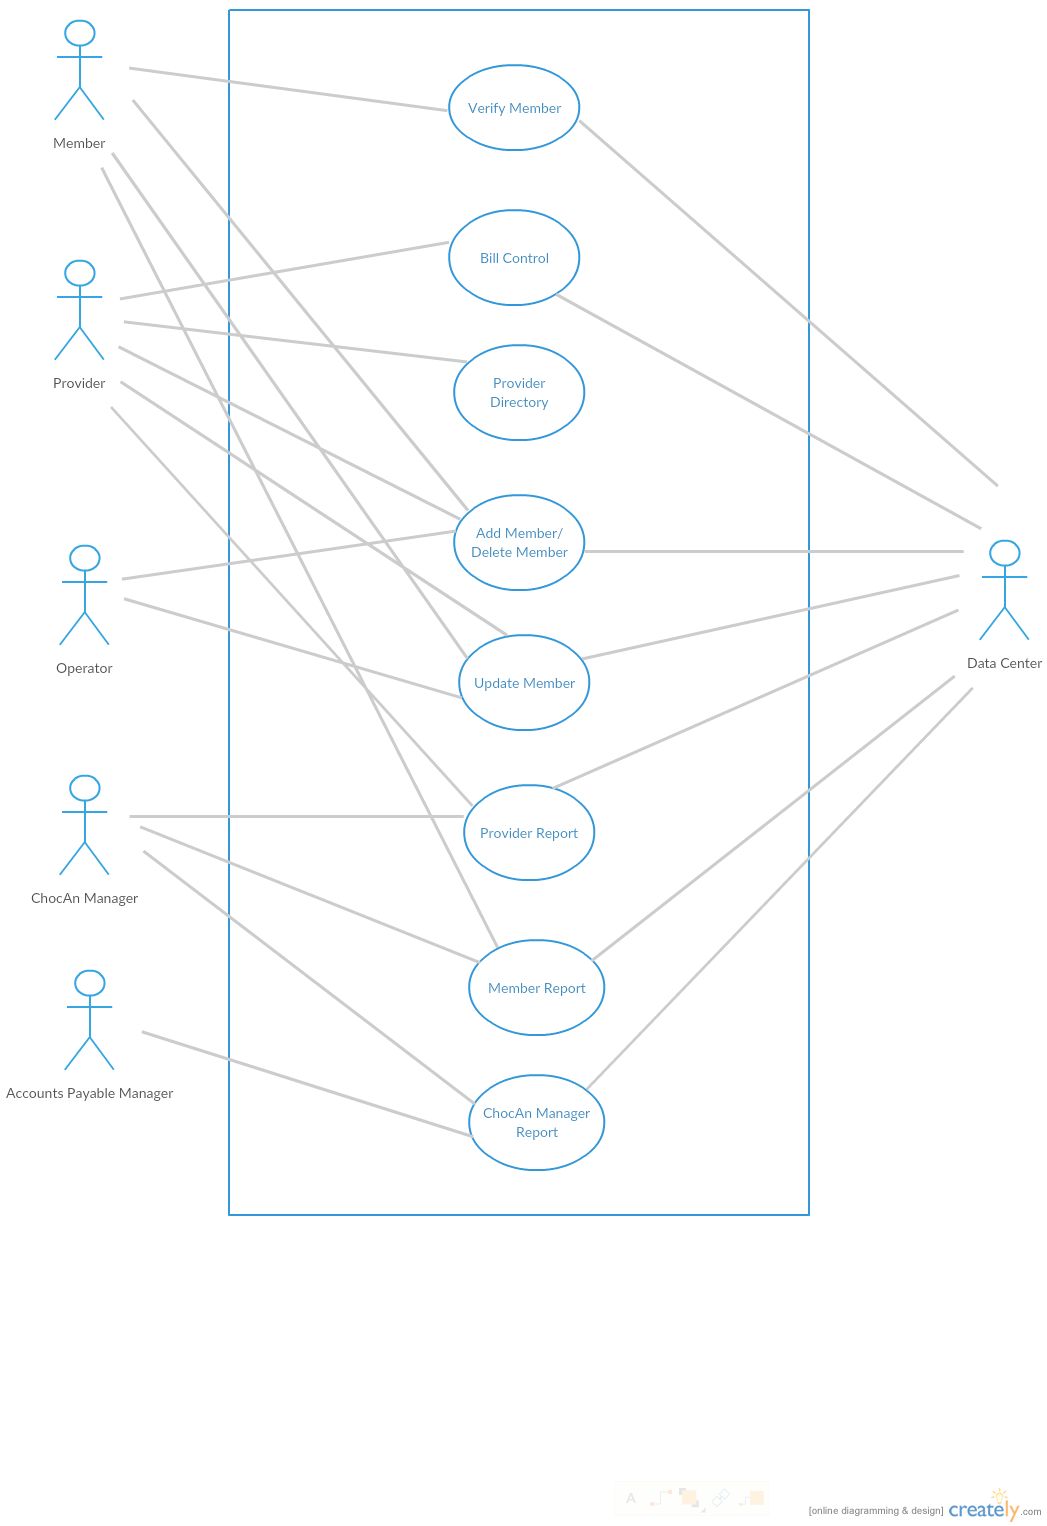 Member
Verify Member
Bill Control
Provider
Provider
Directory
Add Member/
Delete Member
Operator
Data Center
Update Member
Provider Report
ChocAn Manager
Member Report
Accounts Payable Manager
ChocAn Manager
Report
A
[online diagramming & design] creately.com